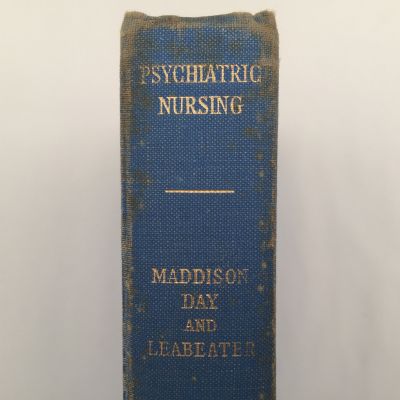 PSYCHIATRIC
NURSING
MADDISON
DAY
AND
LEABEATER